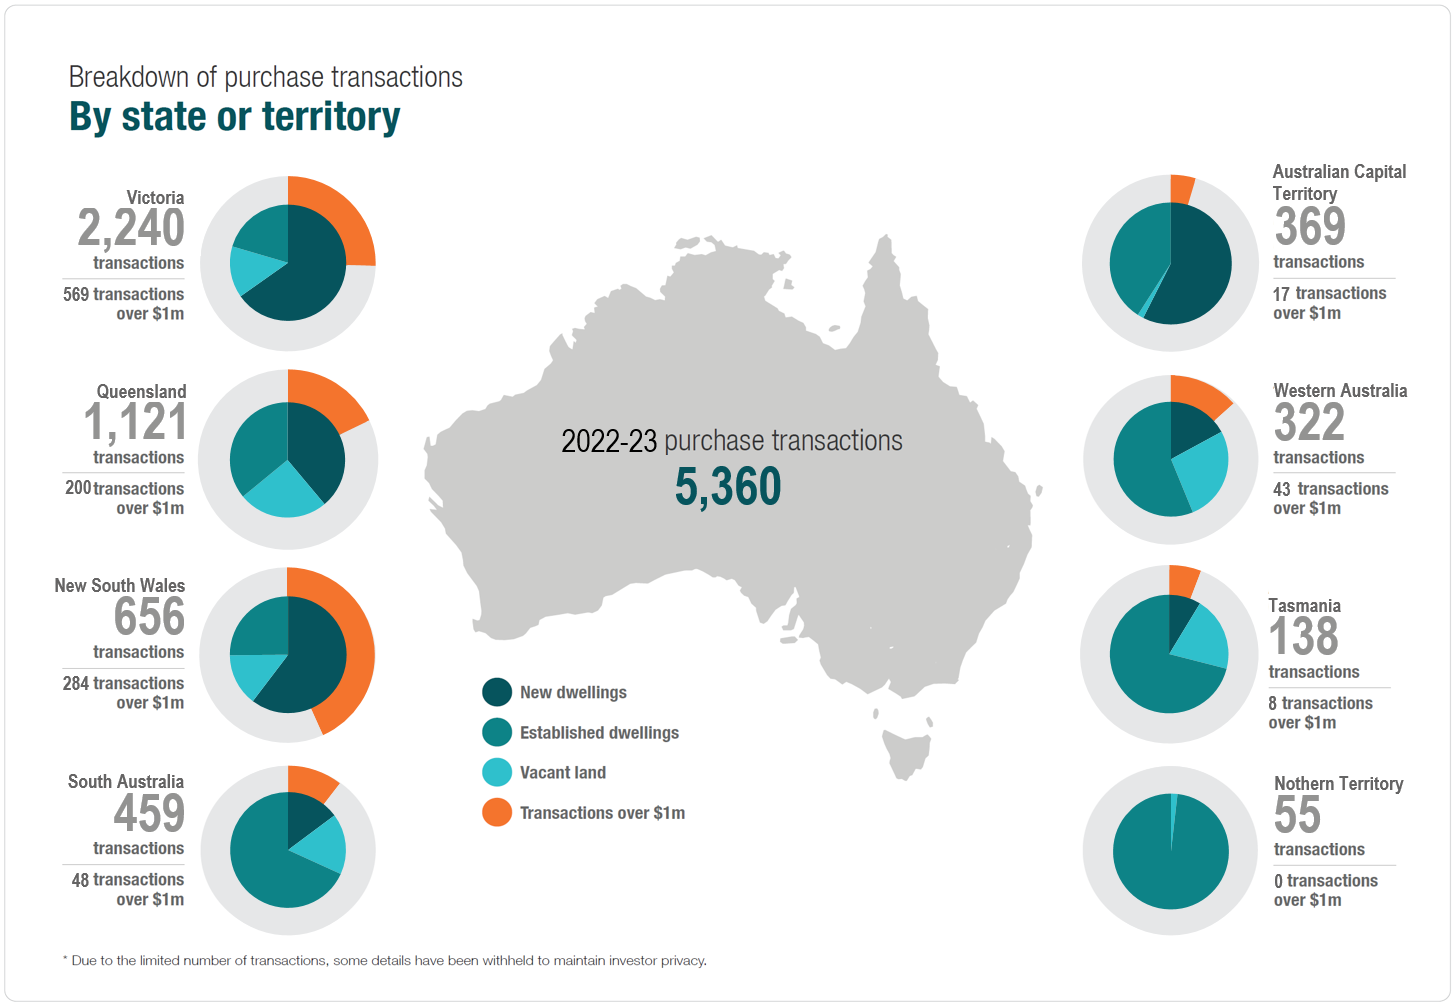 Breakdown of purchase transactions
By state or territory
Victoria
2,240
transactions
569 transactions
over $1m
Queensland
1,121
transactions
200 transactions
over $1m
New South Wales
656
transactions
284 transactions
over $1m
South Australia
459
transactions
48 transactions
over $1m
2022-23 purchase transactions
5,360
New dwellings
Established dwellings
Vacant land
Transactions over $1m
Australian Capital
Territory
369
transactions
17 transactions
over $1m
Western Australia
322
transactions
43 transactions
over $1m
Tasmania
138
transactions
8 transactions
over $1m
Nothern Territory
55
transactions
0 transactions
over $1m
* Due to the limited number of transactions, some details have been withheld to maintain investor privacy.